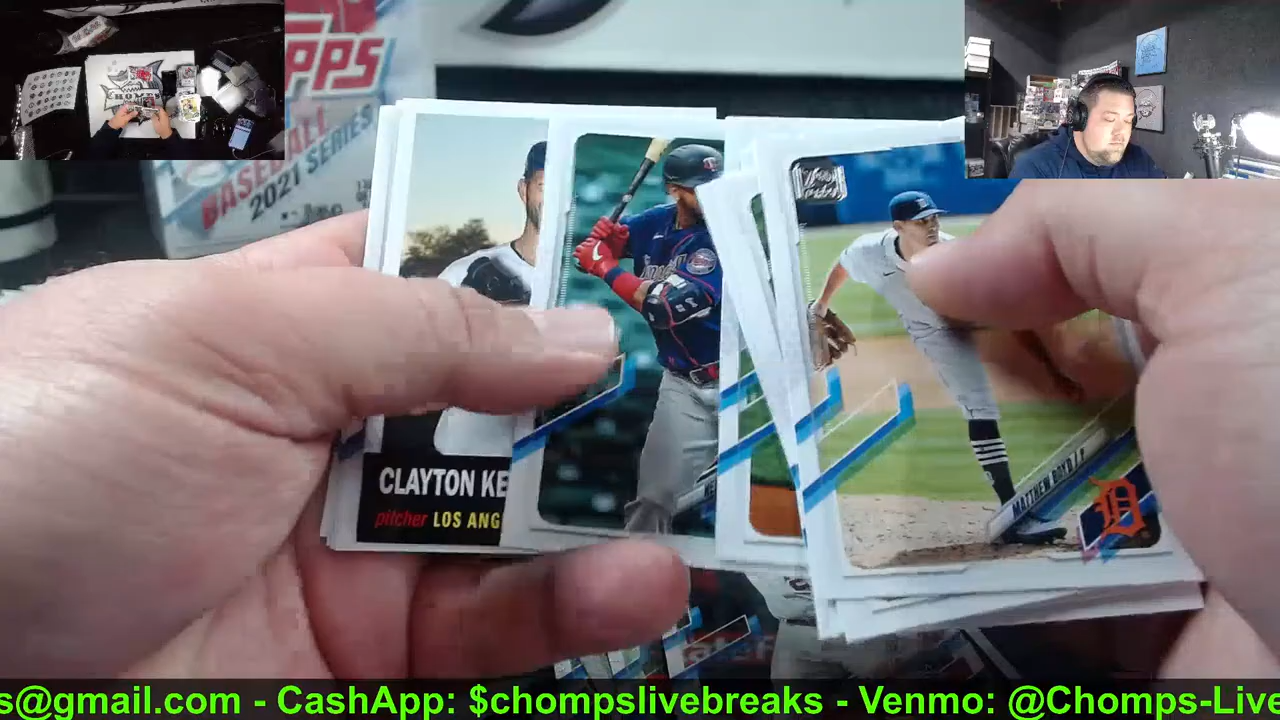 PPS
BASEBALL
2021 SERIES
CLAYTON KE
pitcher LOS ANG
MATTHEW BOYD / P
D
s@gmail.com - CashApp: $chompslivebreaks - Venmo: @Chomps-Live